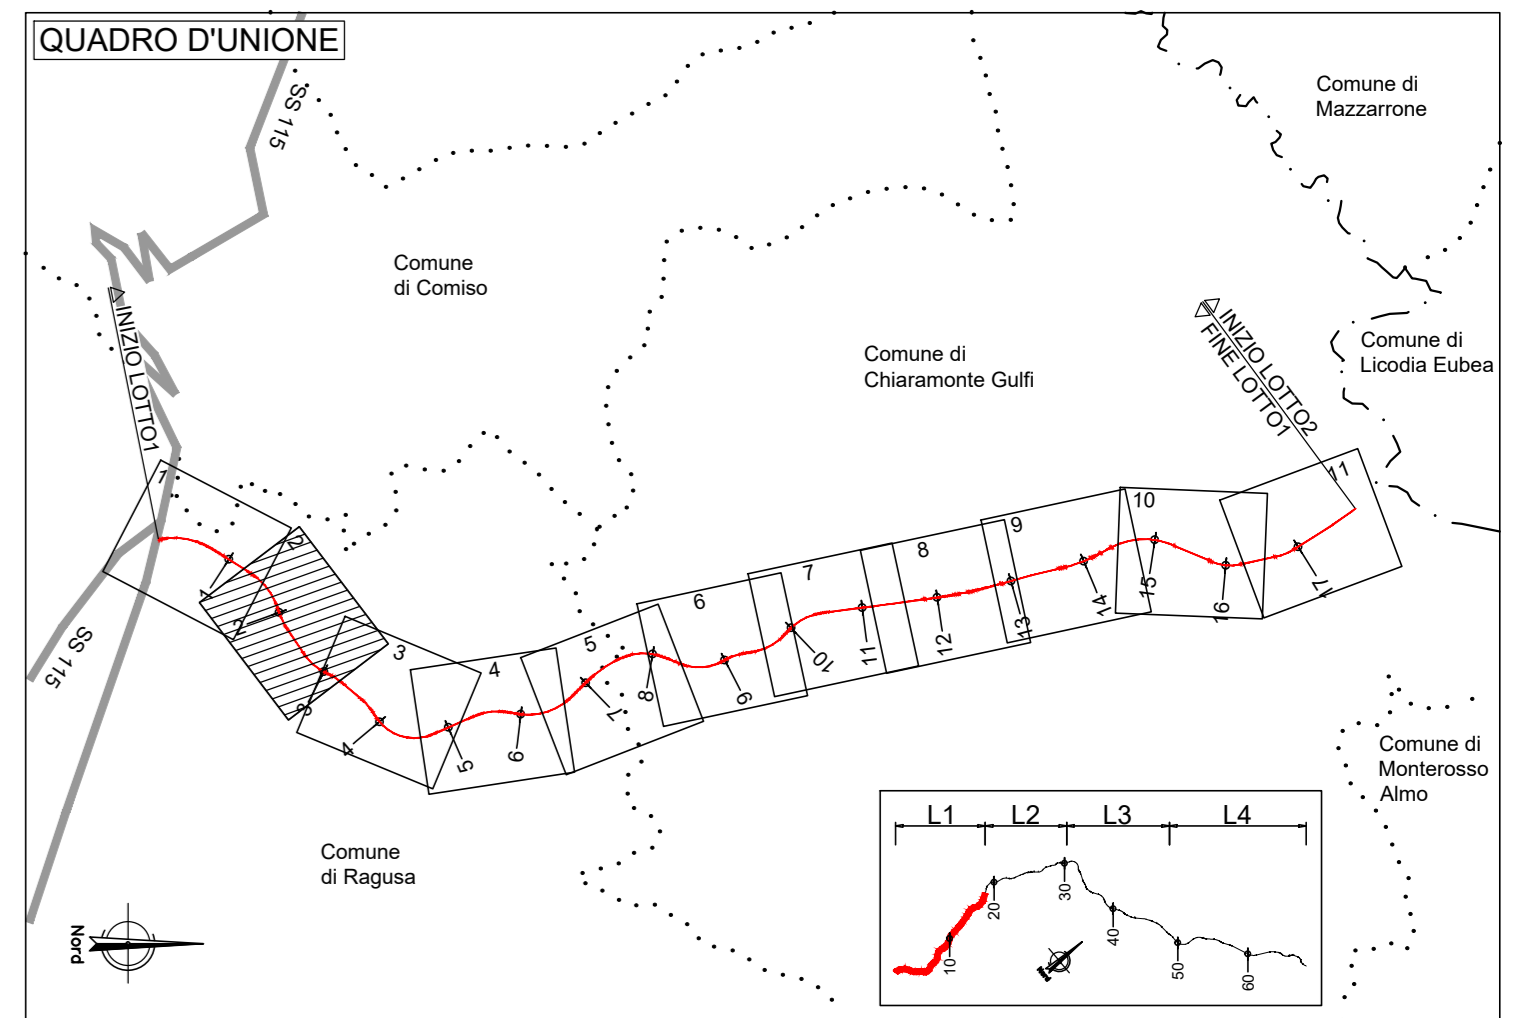 QUADRO D'UNIONE
SS 115
Comune di
Mazzarrone
Comune
di Comiso
INIZIO LOTTO1
Comune di
Chiaramonte Gulfi
INIZIO LOTTO2
FINE LOTTO1
Comune di
Licodia Eubea
1
2
3
4
5
6
7
8
9
10
11
1
2
3
4
5
6
7
8
9
10
11
12
13
14
15
16
17
SS 115
Comune di
Monterosso
Almo
Comune
di Ragusa
Nord
L1
L2
L3
L4
10
20
30
40
50
60